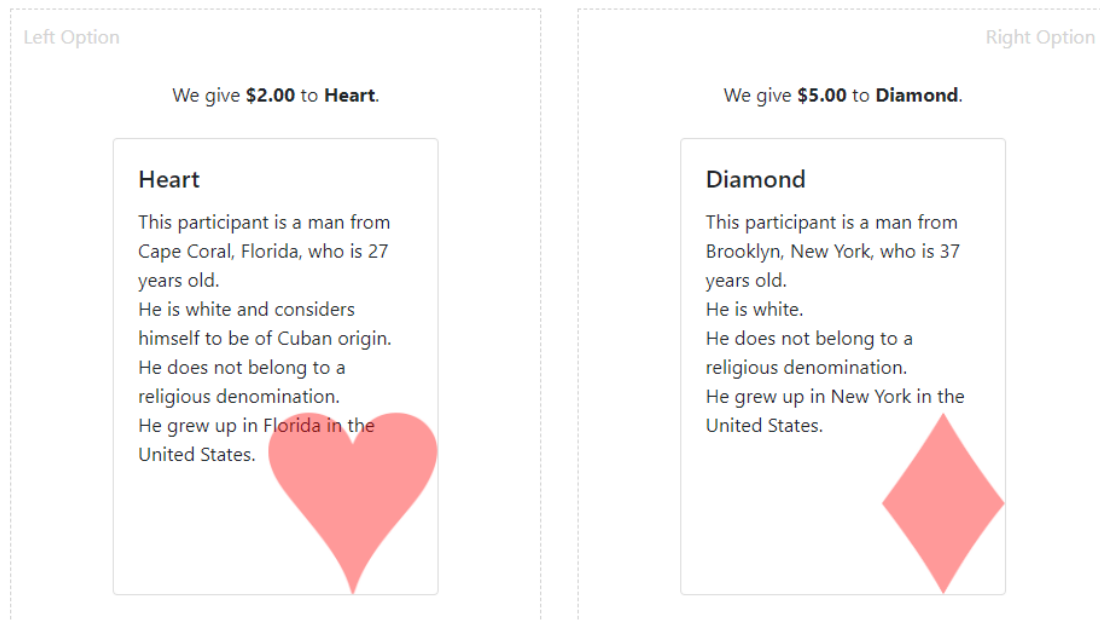 Left Option
We give $2.00 to Heart.
Heart
This participant is a man from
Cape Coral, Florida, who is 27
years old.
He is white and considers
himself to be of Cuban origin.
He does not belong to a
religious denomination.
He grew up in Florida in the
United States.
Right Option
We give $5.00 to Diamond.
Diamond
This participant is a man from
Brooklyn, New York, who is 37
years old.
He is white.
He does not belong to a
religious denomination.
He grew up in New York in the
United States.